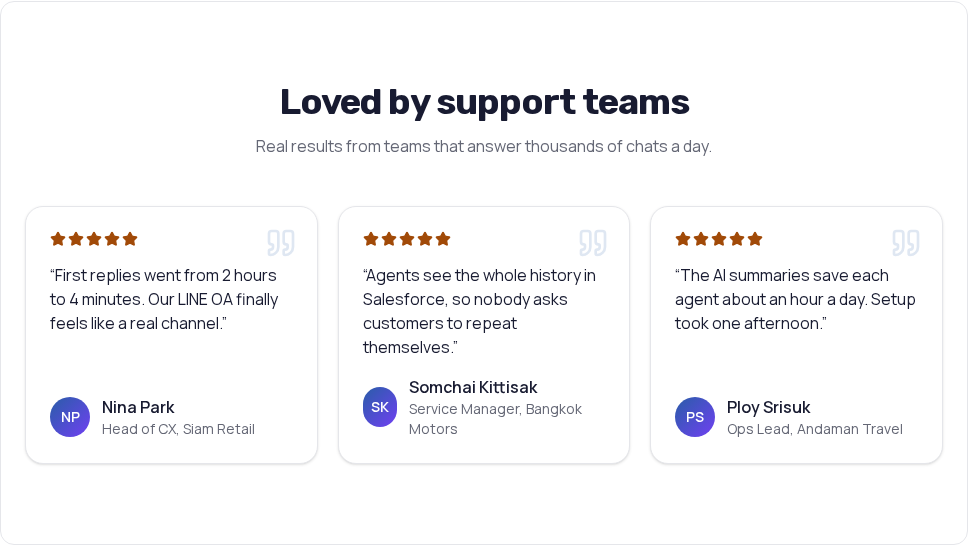 Loved by support teams
Real results from teams that answer thousands of chats a day.
“First replies went from 2 hours
to 4 minutes. Our LINE OA finally
feels like a real channel.”
NP
Nina Park
Head of CX, Siam Retail
“Agents see the whole history in
Salesforce, so nobody asks
customers to repeat
themselves.”
SK
Somchai Kittisak
Service Manager, Bangkok
Motors
“The AI summaries save each
agent about an hour a day. Setup
took one afternoon.”
PS
Ploy Srisuk
Ops Lead, Andaman Travel